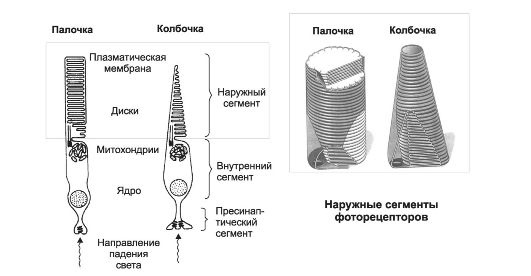 Палочка
Колбочка
Плазматическая
мембрана
Диски
Митохондрии
Ядро
Направление
падения
света
Наружный
сегмент
Внутренний
сегмент
Пресинап-
тический
сегмент
Палочка
Колбочка
Наружные сегменты
фоторецепторов